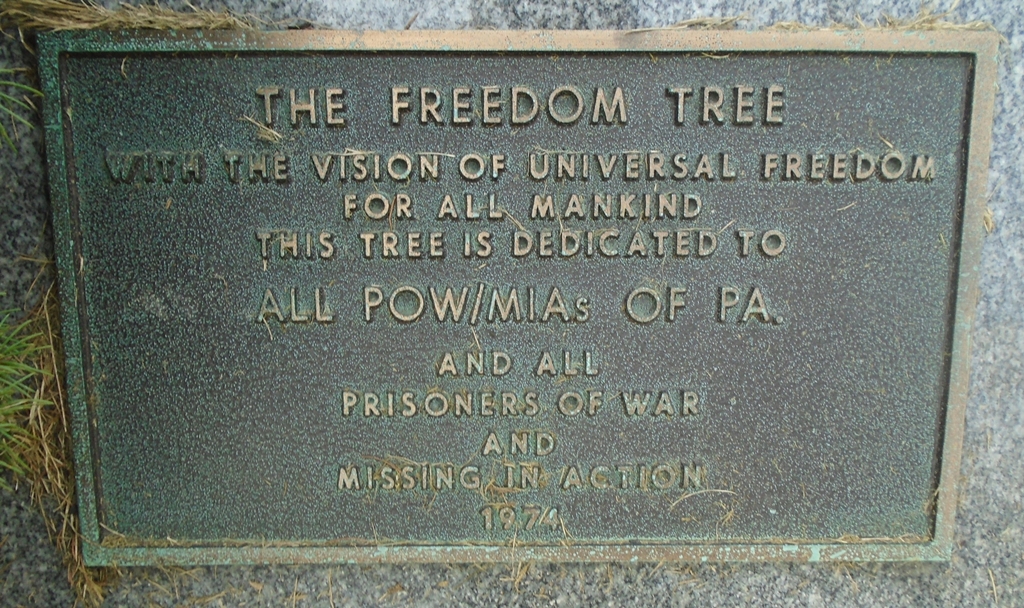 THE FREEDOM TREE
WITH THE VISION OF UNIVERSAL FREEDOM
FOR ALL MANKIND
THIS TREE IS DEDICATED TO
ALL POW/MIAs OF PA.
AND ALL
PRISONERS OF WAR
AND
MISSING IN ACTION
1974